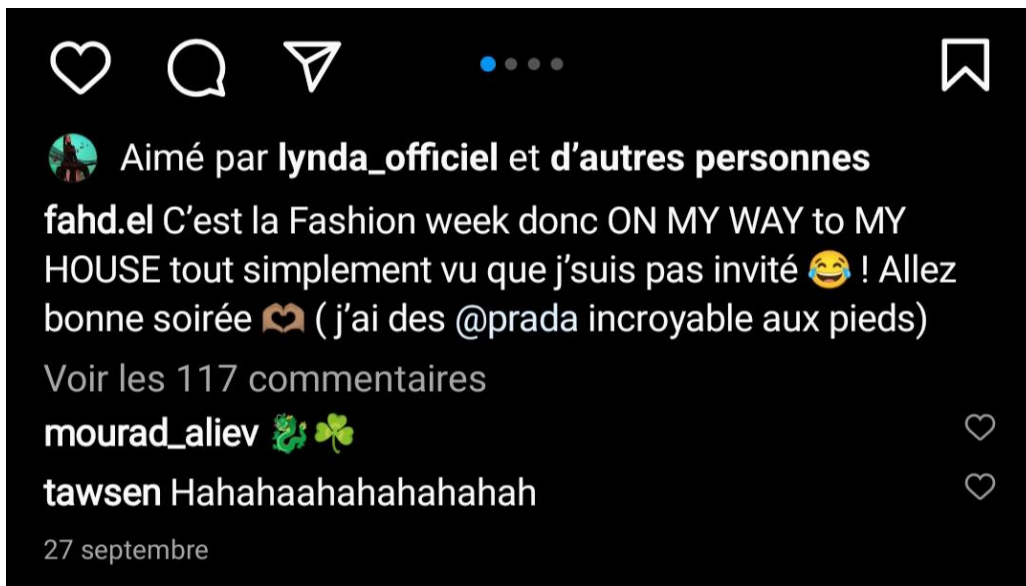 Aimé par lynda_officiel et d'autres personnes
fahd.el C'est la Fashion week donc ON MY WAY to MY
HOUSE tout simplement vu que j'suis pas invité 😂 ! Allez
bonne soirée 🫶🏽 ( j'ai des @prada incroyable aux pieds)
Voir les 117 commentaires
mourad_aliev 🐉☘️
tawsen Hahahaahahahahahah
27 septembre